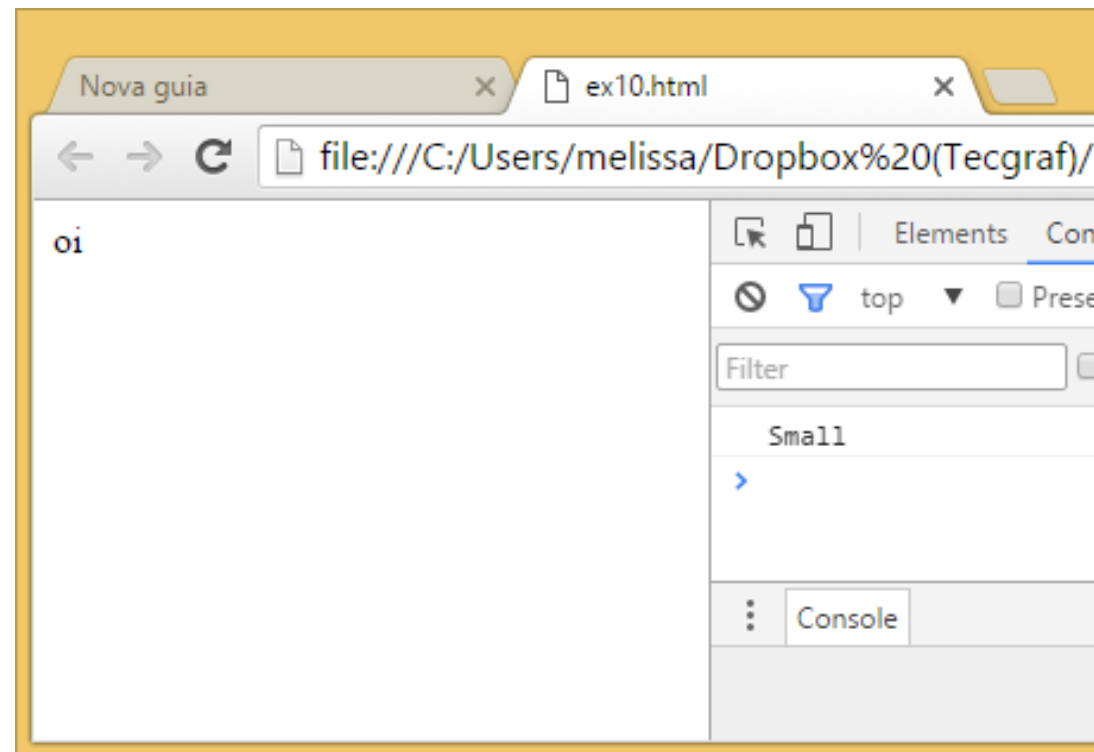 Nova guia
ex10.html
file:///C:/Users/melissa/Dropbox%20(Tecgraf)/
oi
Elements
top
Filter
Small
Console